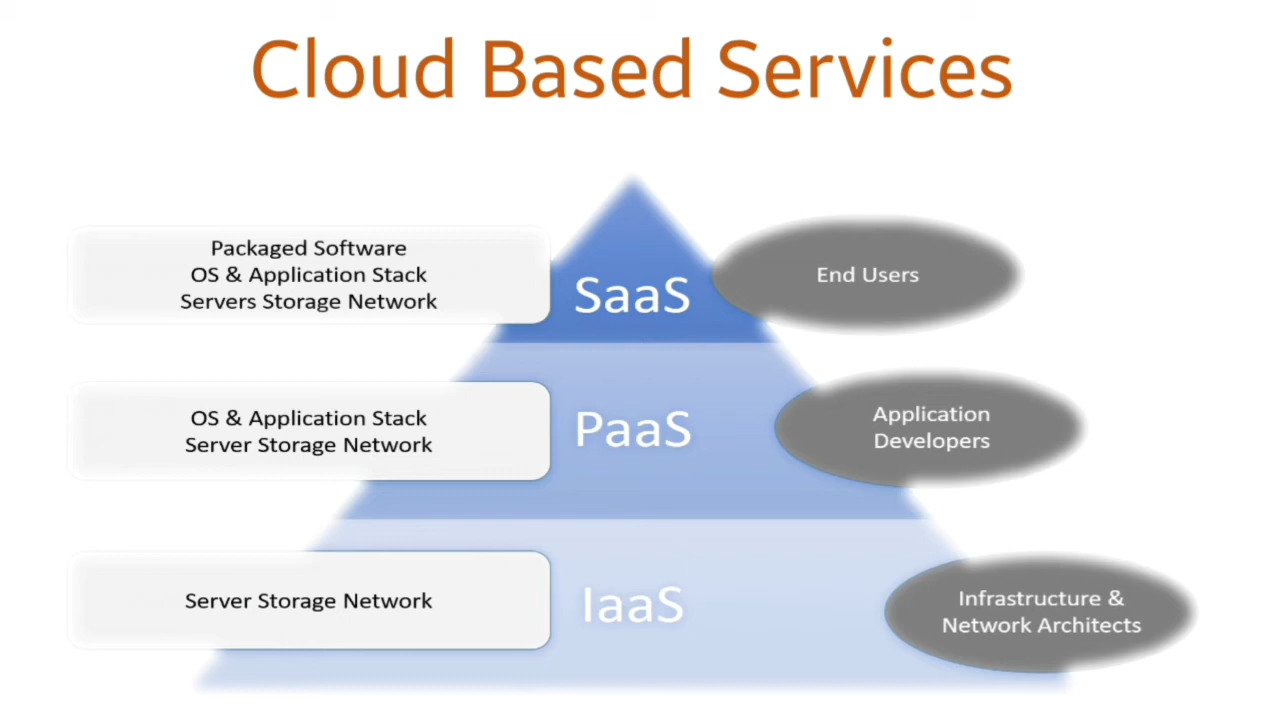 Cloud Based Services
Packaged Software
OS & Application Stack
Servers Storage Network
SaaS
End Users
OS & Application Stack
Server Storage Network
PaaS
Application
Developers
Server Storage Network
IaaS
Infrastructure &
Network Architects